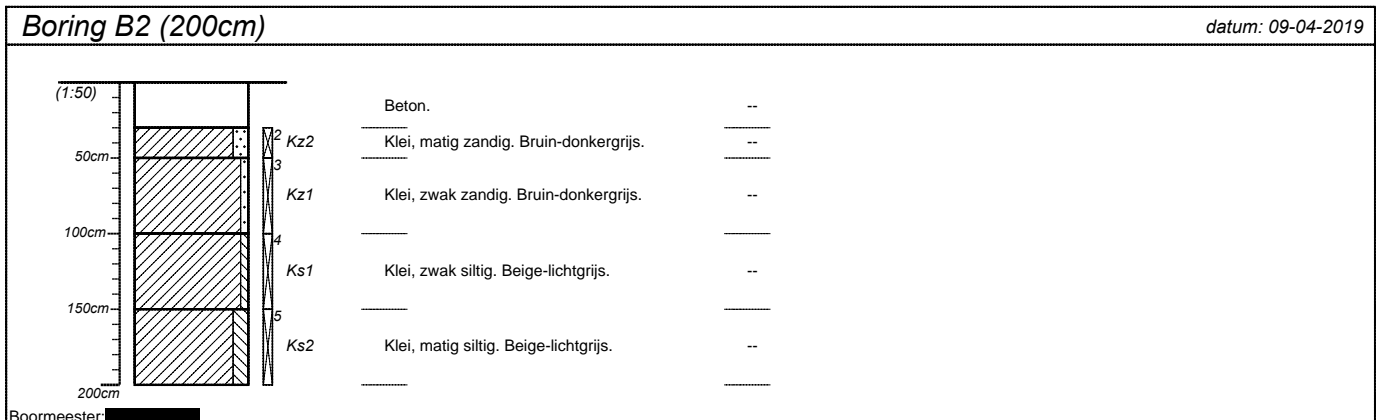 Boring B2 (200cm) datum: 09-04-2019
(1:50)
Beton. --
2 Kz2 Klei, matig zandig. Bruin-donkergrijs. --
50cm
3
Kz1 Klei, zwak zandig. Bruin-donkergrijs. --
100cm
4
Ks1 Klei, zwak siltig. Beige-lichtgrijs. --
150cm
5
Ks2 Klei, matig siltig. Beige-lichtgrijs. --
200cm
Boormeester: